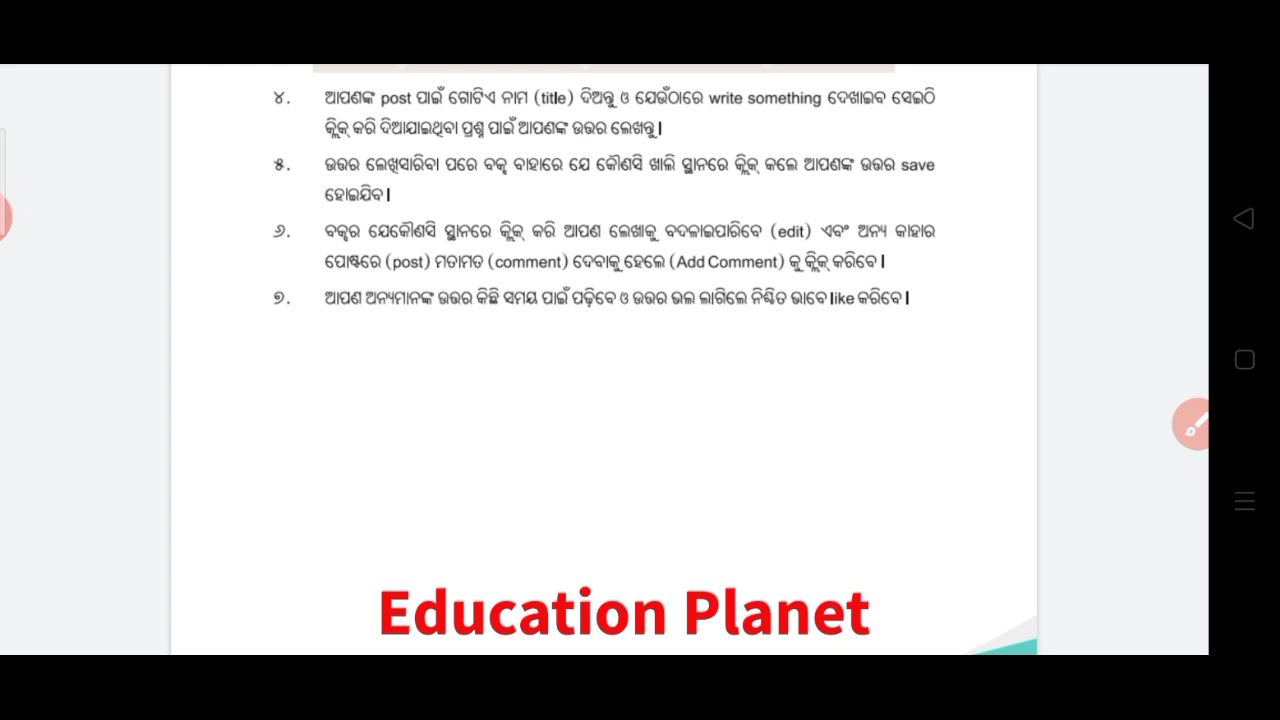 ୪. ଆପଣଙ୍କ post ପାଇଁ ଗୋଟିଏ ନାମ (title) ଦିଅନ୍ତୁ ଓ ଯେଉଁଠାରେ write something ଦେଖାଇବ ସେଇଠି
କ୍ଲିକ୍ କରି ଦିଆଯାଇଥିବା ପ୍ରଶ୍ନ ପାଇଁ ଆପଣଙ୍କ ଉତ୍ତର ଲେଖନ୍ତୁ।
୫. ଉତ୍ତର ଲେଖିସାରିବା ପରେ ବକ୍ସ ବାହାରେ ଯେ କୌଣସି ଖାଲି ସ୍ଥାନରେ କ୍ଲିକ୍ କଲେ ଆପଣଙ୍କ ଉତ୍ତର save
ହୋଇଯିବ।
୬. ବକ୍ସର ଯେକୌଣସି ସ୍ଥାନରେ କ୍ଲିକ୍ କରି ଆପଣ ଲେଖାକୁ ବଦଳାଇପାରିବେ (edit) ଏବଂ ଅନ୍ୟ କାହାର
ପୋଷ୍ଟରେ (post) ମତାମତ (comment) ଦେବାକୁ ହେଲେ (Add Comment) କୁ କ୍ଲିକ୍ କରିବେ।
୭. ଆପଣ ଅନ୍ୟମାନଙ୍କ ଉତ୍ତର କିଛି ସମୟ ପାଇଁ ପଢ଼ିବେ ଓ ଉତ୍ତର ଭଲ ଲାଗିଲେ ନିଶ୍ଚିତ ଭାବେ like କରିବେ।
Education Planet